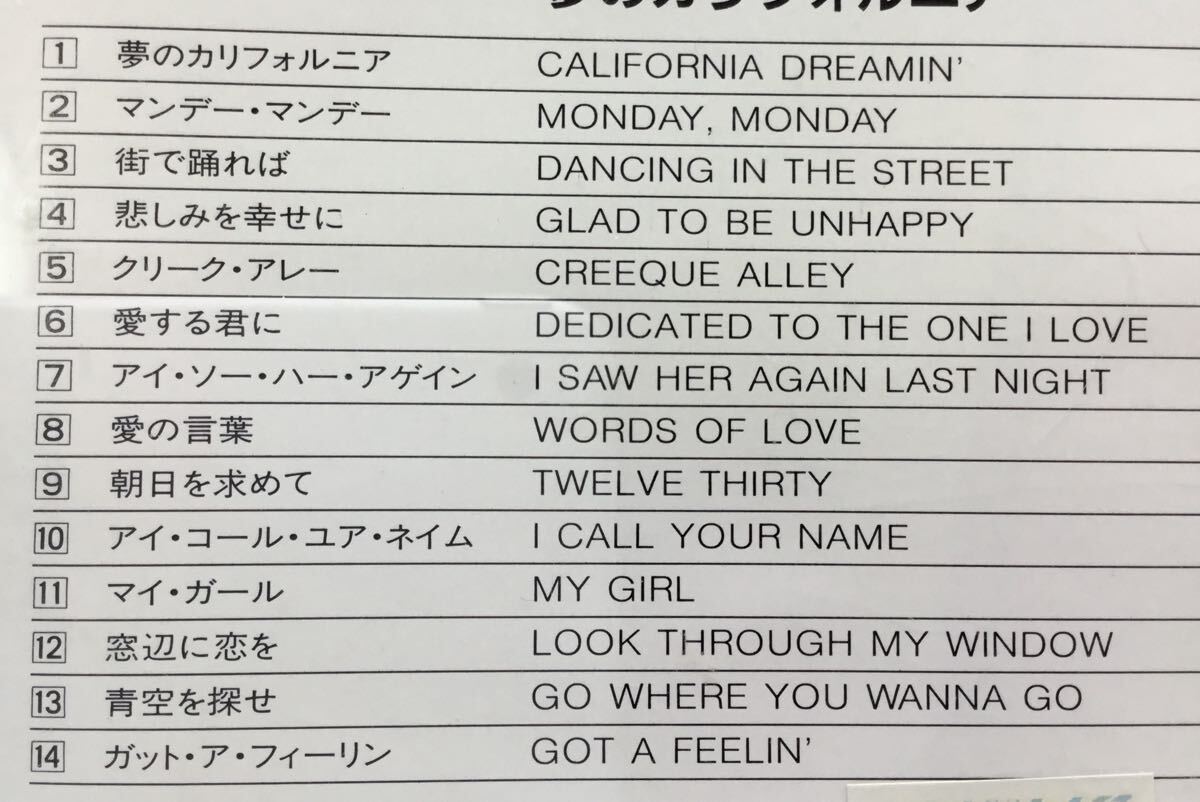 1 夢のカリフォルニア CALIFORNIA DREAMIN'
2 マンデー・マンデー MONDAY, MONDAY
3 街で踊れば DANCING IN THE STREET
4 悲しみを幸せに GLAD TO BE UNHAPPY
5 クリーク・アレー CREEQUE ALLEY
6 愛する君に DEDICATED TO THE ONE I LOVE
7 アイ・ソー・ハー・アゲイン I SAW HER AGAIN LAST NIGHT
8 愛の言葉 WORDS OF LOVE
9 朝日を求めて TWELVE THIRTY
10 アイ・コール・ユア・ネイム I CALL YOUR NAME
11 マイ・ガール MY GIRL
12 窓辺に恋を LOOK THROUGH MY WINDOW
13 青空を探せ GO WHERE YOU WANNA GO
14 ガット・ア・フィーリン GOT A FEELIN'